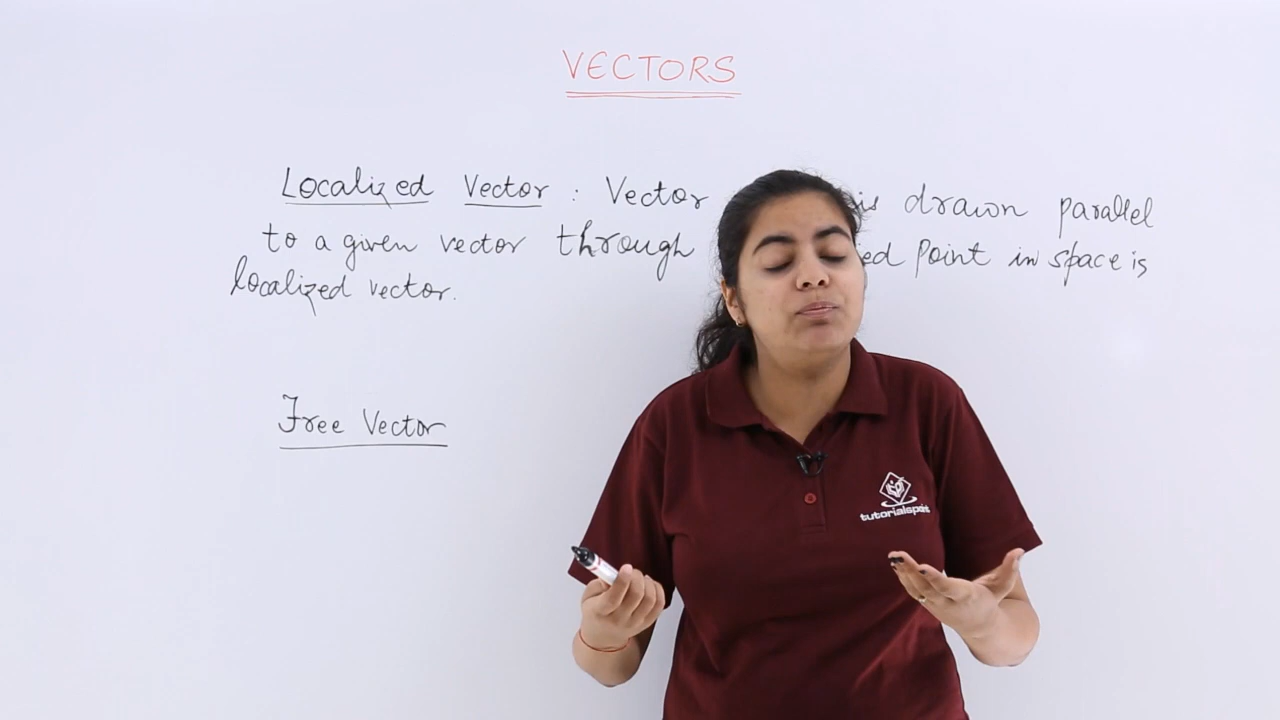 VECTORS
Localized Vector : Vector is drawn parallel
to a given vector through ed point in space is
localized vector.
Free Vector
tutorialspoint